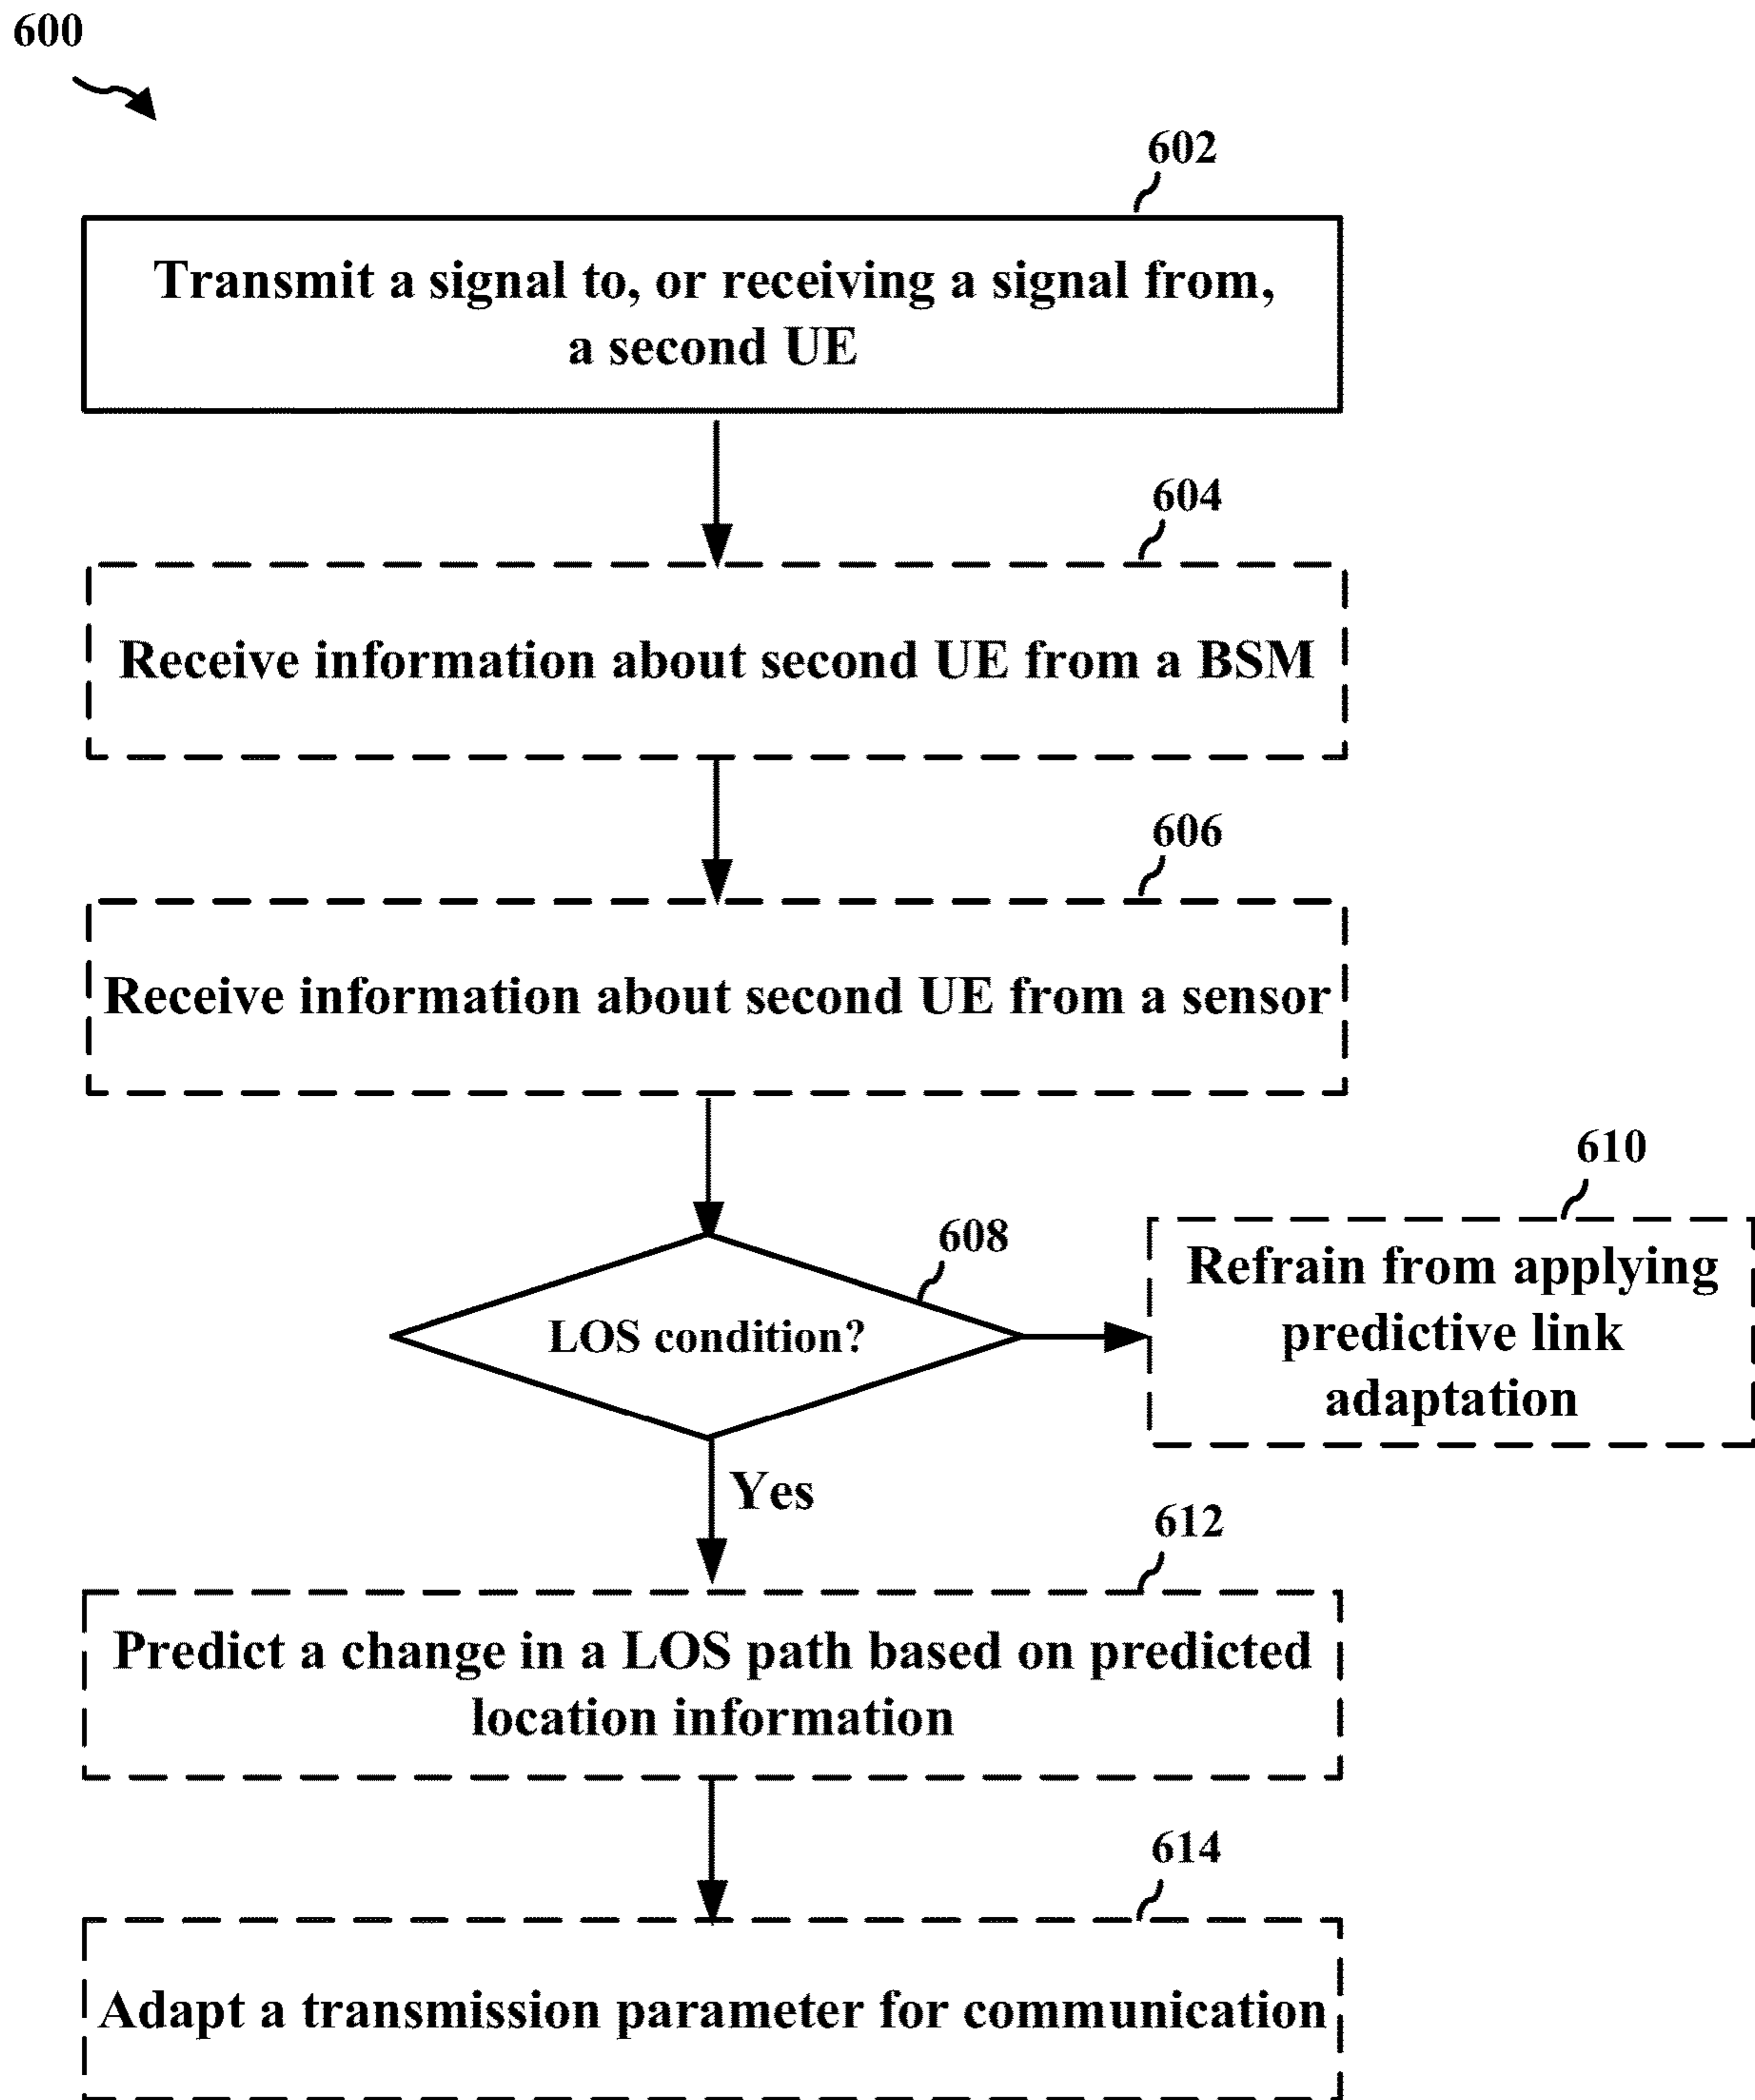 600
602
Transmit a signal to, or receiving a signal from,
a second UE
604
Receive information about second UE from a BSM
606
Receive information about second UE from a sensor
608
LOS condition?
610
Refrain from applying
predictive link
adaptation
Yes
612
Predict a change in a LOS path based on predicted
location information
614
Adapt a transmission parameter for communication